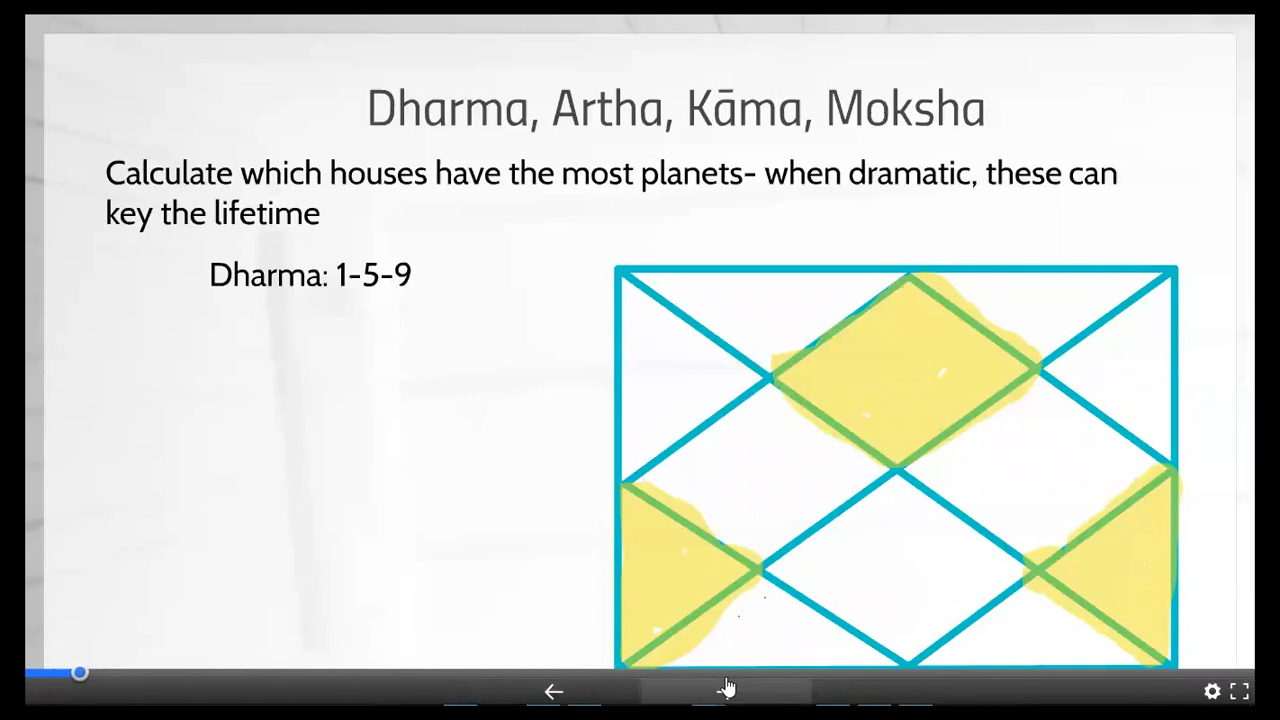 Dharma, Artha, Kāma, Moksha
Calculate which houses have the most planets- when dramatic, these can
key the lifetime
Dharma: 1-5-9